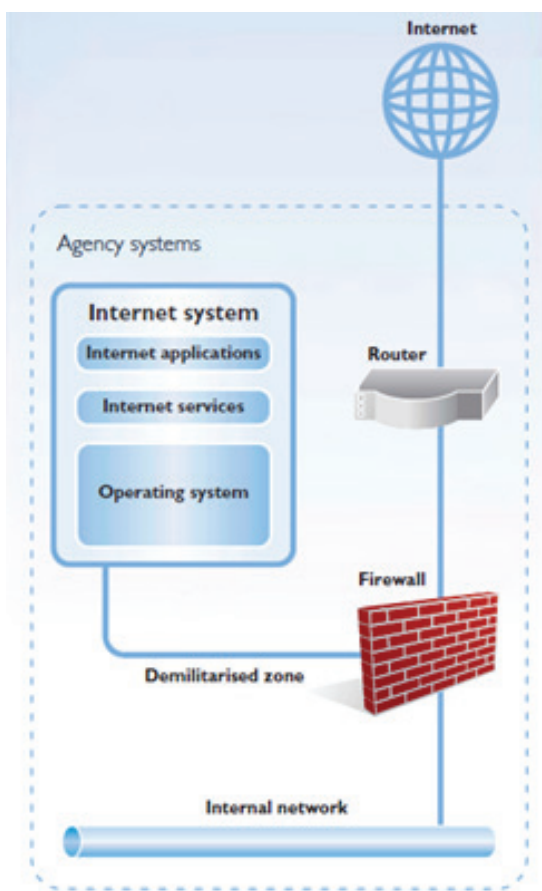 Internet
Agency systems
Internet system
Internet applications
Internet services
Operating system
Router
Firewall
Demilitarised zone
Internal network